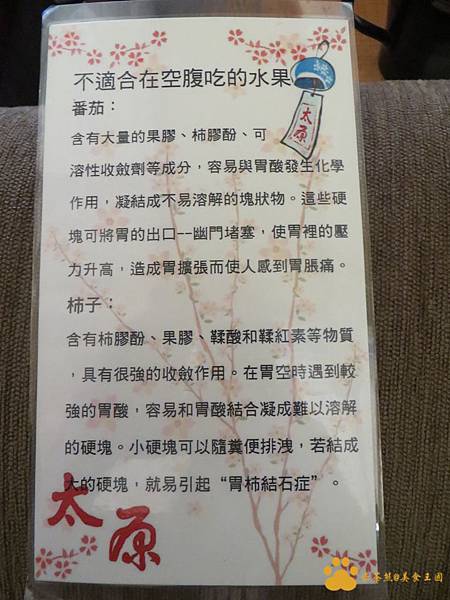 不適合在空腹吃的水果
太原
番茄：
含有大量的果膠、柿膠酚、可
溶性收斂劑等成分，容易與胃酸發生化學
作用，凝結成不易溶解的塊狀物。這些硬
塊可將胃的出口--幽門堵塞，使胃裡的壓
力升高，造成胃擴張而使人感到胃脹痛。
柿子：
含有柿膠酚、果膠、鞣酸和鞣紅素等物質
，具有很強的收斂作用。在胃空時遇到較
強的胃酸，容易和胃酸結合凝成難以溶解
的硬塊。小硬塊可以隨糞便排洩，若結成
大的硬塊，就易引起“胃柿結石症”。
太原
熊@美食王國